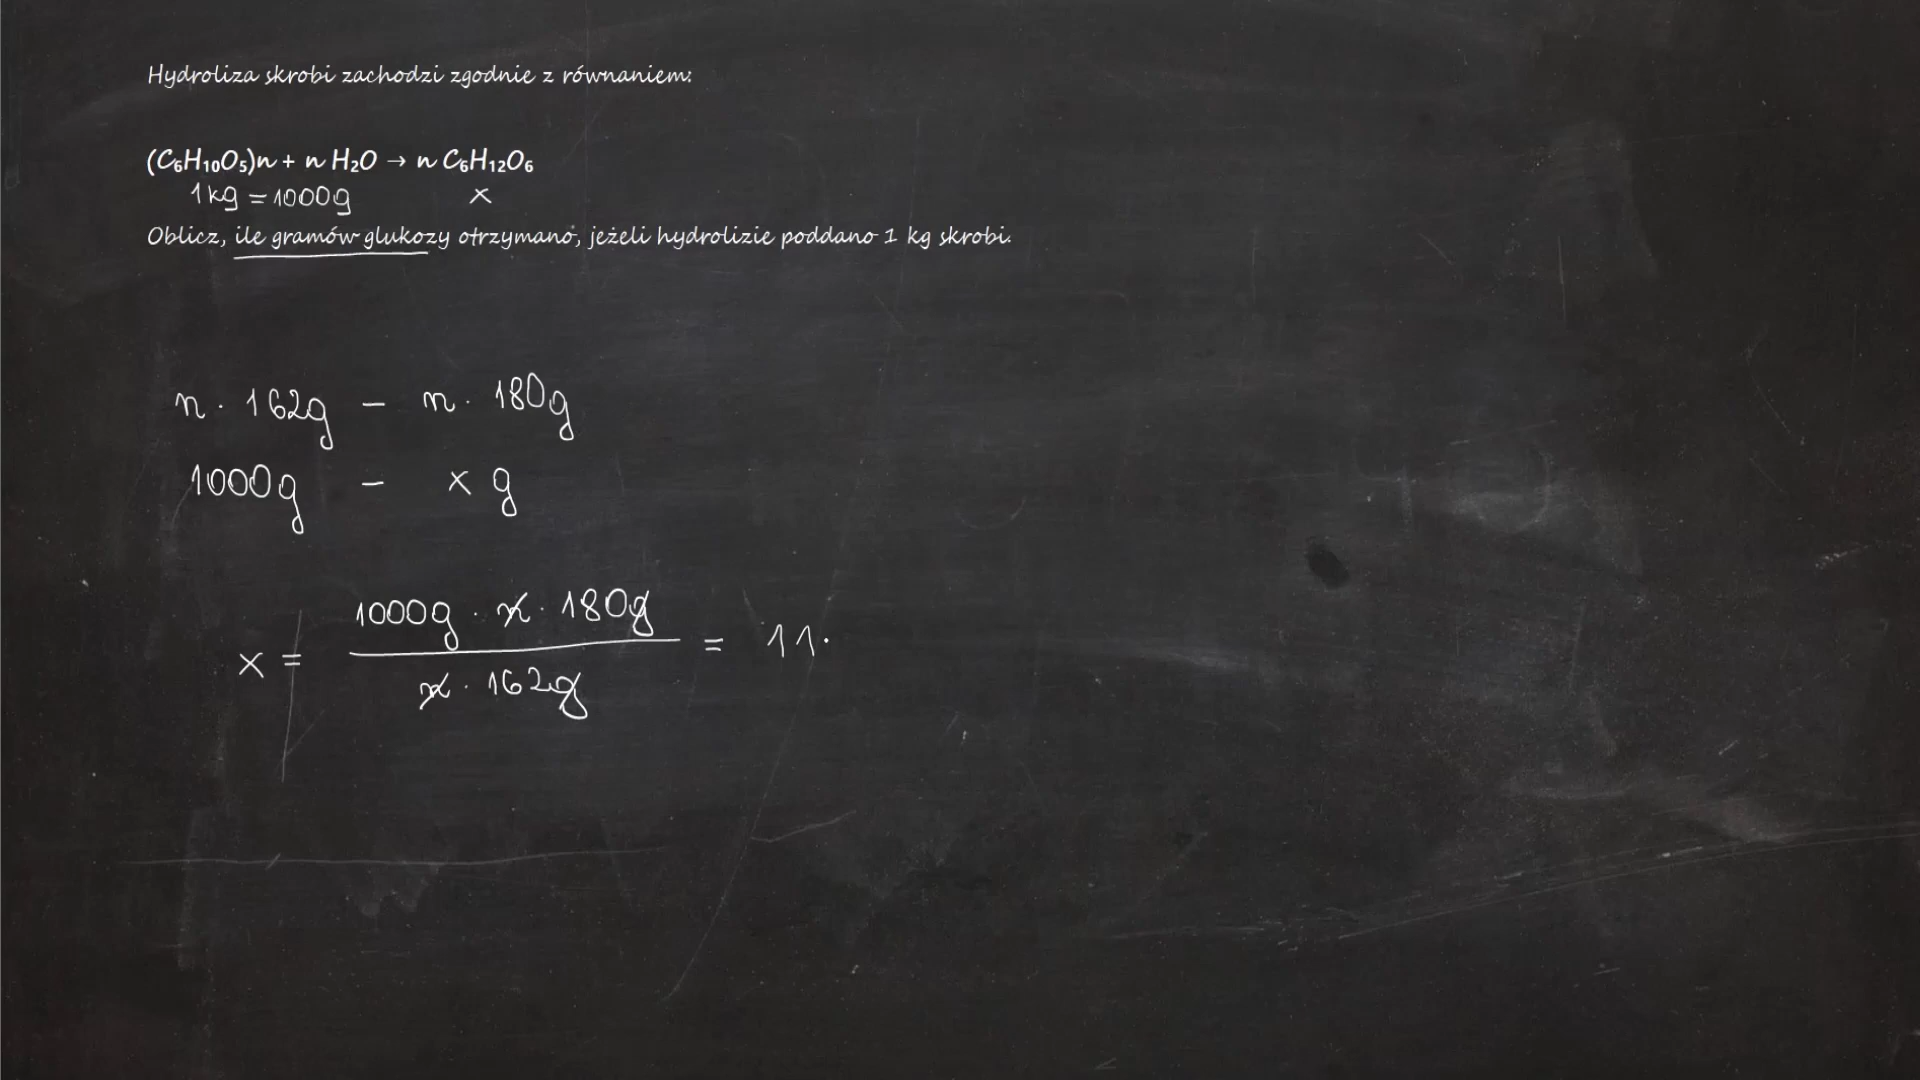 Hydroliza skrobi zachodzi zgodnie z równaniem:
(C₆H₁₀O₅)n + n H₂O → n C₆H₁₂O₆
1kg = 1000g x
Oblicz, ile gramów glukozy otrzymano, jeżeli hydrolizie poddano 1 kg skrobi.
n · 162g – n · 180g
1000g – x g
x = 1000g · n · 180g / n · 162g = 11·